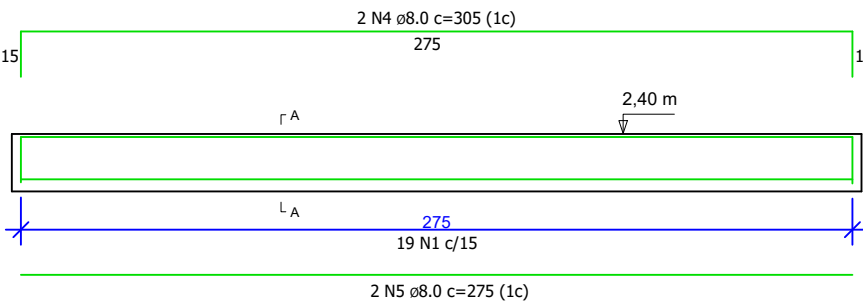 2 N4 ø8.0 c=305 (1c)
275
15
1
A
2,40 m
A
275
19 N1 c/15
2 N5 ø8.0 c=275 (1c)